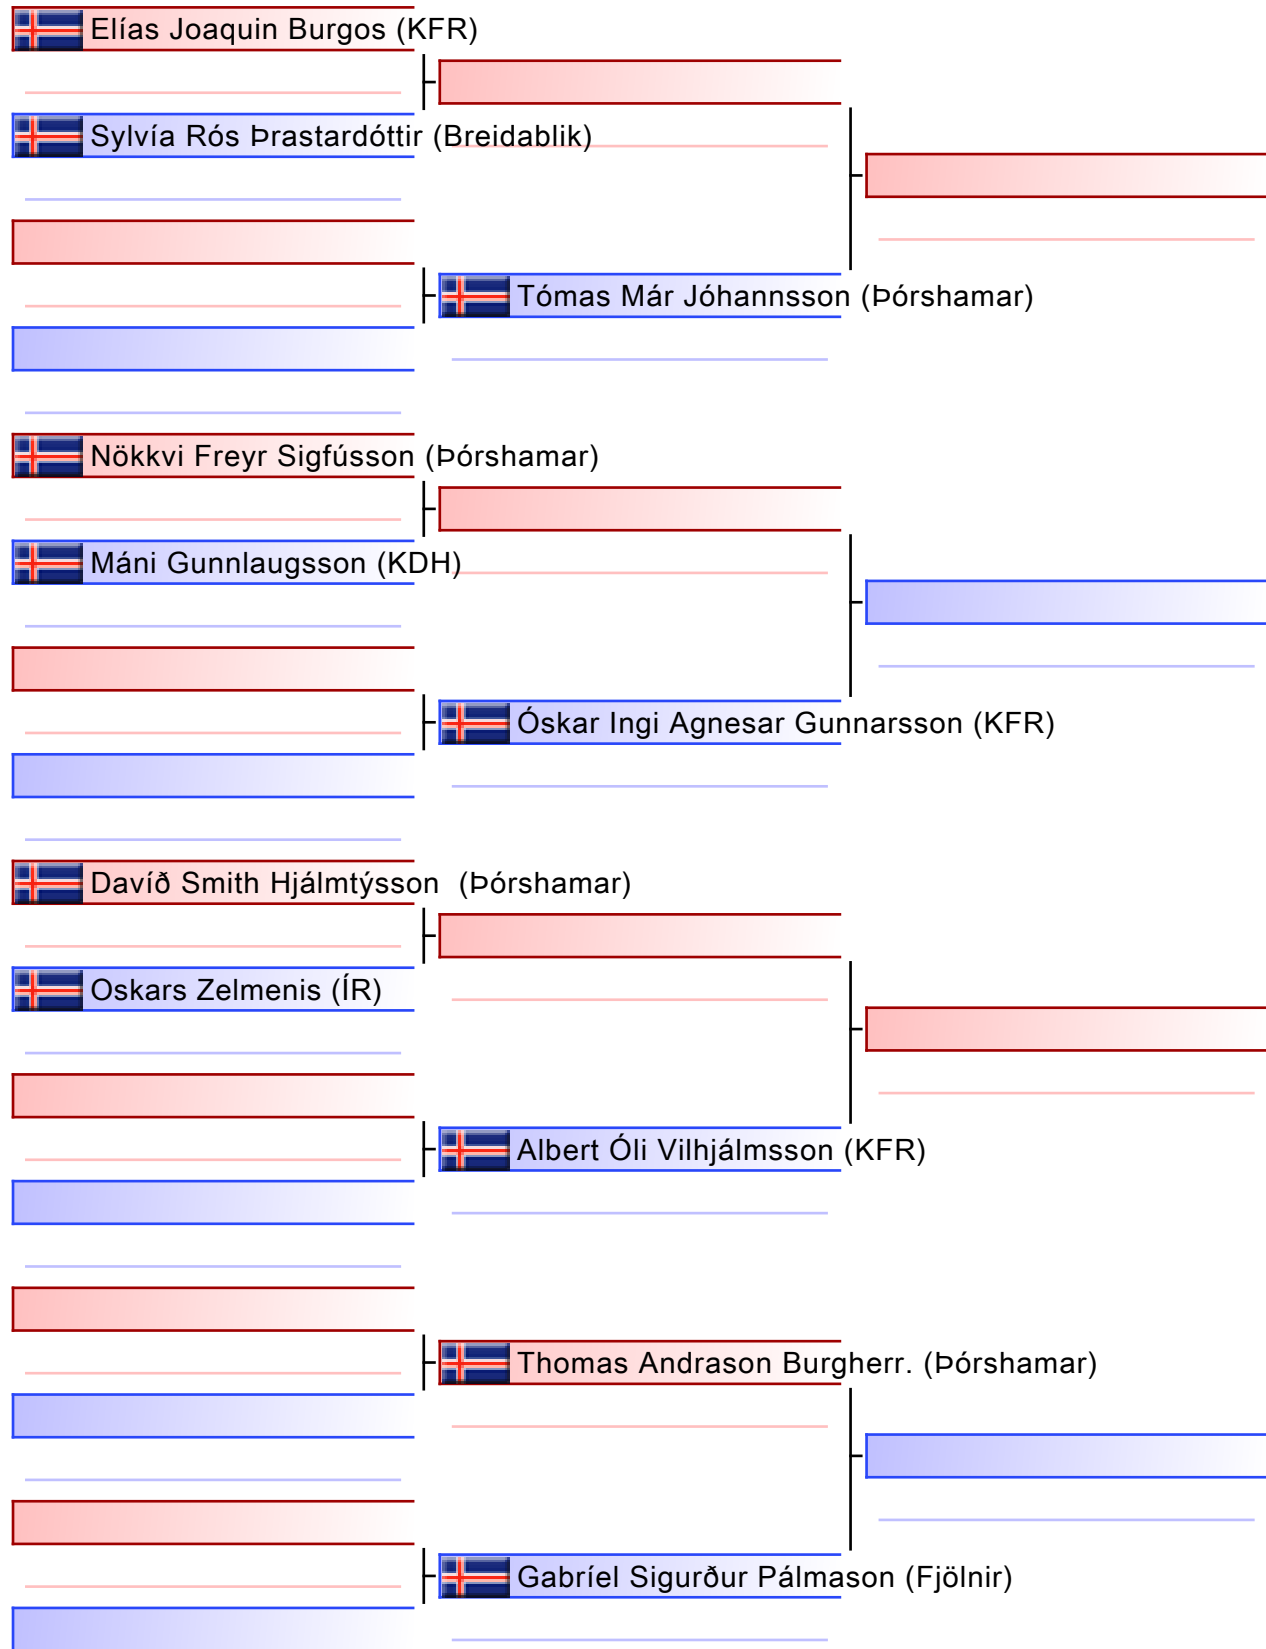 Elías Joaquin Burgos (KFR)
Sylvía Rós Þrastardóttir (Breidablik)
Tómas Már Jóhannsson (Þórshamar)
Nökkvi Freyr Sigfússon (Þórshamar)
Máni Gunnlaugsson (KDH)
Óskar Ingi Agnesar Gunnarsson (KFR)
Davíð Smith Hjálmtýsson (Þórshamar)
Oskars Zelmenis (ÍR)
Albert Óli Vilhjálmsson (KFR)
Thomas Andrason Burgherr. (Þórshamar)
Gabríel Sigurður Pálmason (Fjölnir)